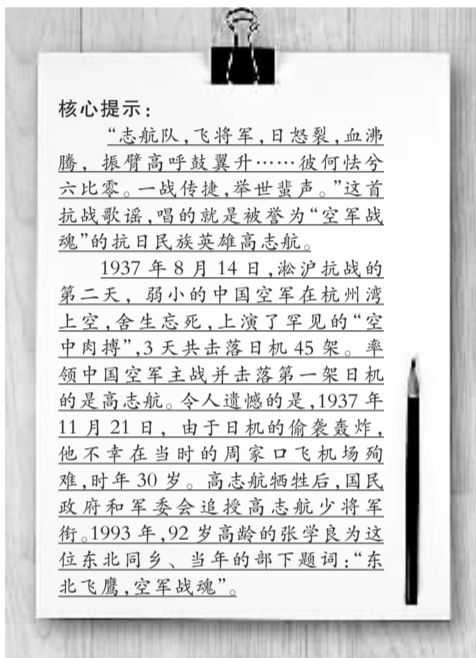 核心提示：
“志航队，飞将军，日怒裂，血沸
腾，振臂高呼鼓翼升……彼何怯兮
六比零。一战传捷，举世蜚声。”这首
抗战歌谣，唱的就是被誉为“空军战
魂”的抗日民族英雄高志航。
1937年8月14日，淞沪抗战的
第二天，弱小的中国空军在杭州湾
上空，舍生忘死，上演了罕见的“空
中肉搏”，3天共击落日机45架。率
领中国空军主战并击落第一架日机
的是高志航。令人遗憾的是，1937年
11月21日，由于日机的偷袭轰炸，
他不幸在当时的周家口飞机场殉
难，时年30岁。高志航牺牲后，国民
政府和军委会追授高志航少将军
衔。1993年，92岁高龄的张学良为这
位东北同乡、当年的部下题词：“东
北飞鹰，空军战魂”。